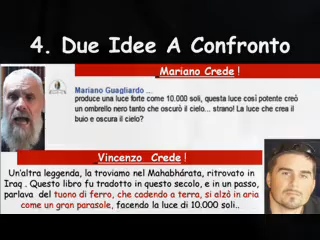 4. Due Idee A Confronto
Mariano Crede !
Mariano Guagliardo ...
produce una luce forte come 10.000 soli, questa luce cosí potente creò
un ombrello nero tanto che oscurò il cielo... strano! La luce che crea il
buio e oscura il cielo?
Vincenzo Crede !
Un'altra leggenda, la troviamo nel Mahabhárata, ritrovato in
Iraq . Questo libro fu tradotto in questo secolo, e in un passo,
parlava del tuono di ferro, che cadendo a terra, si alzò in aria
come un gran parasole, facendo la luce di 10.000 soli..